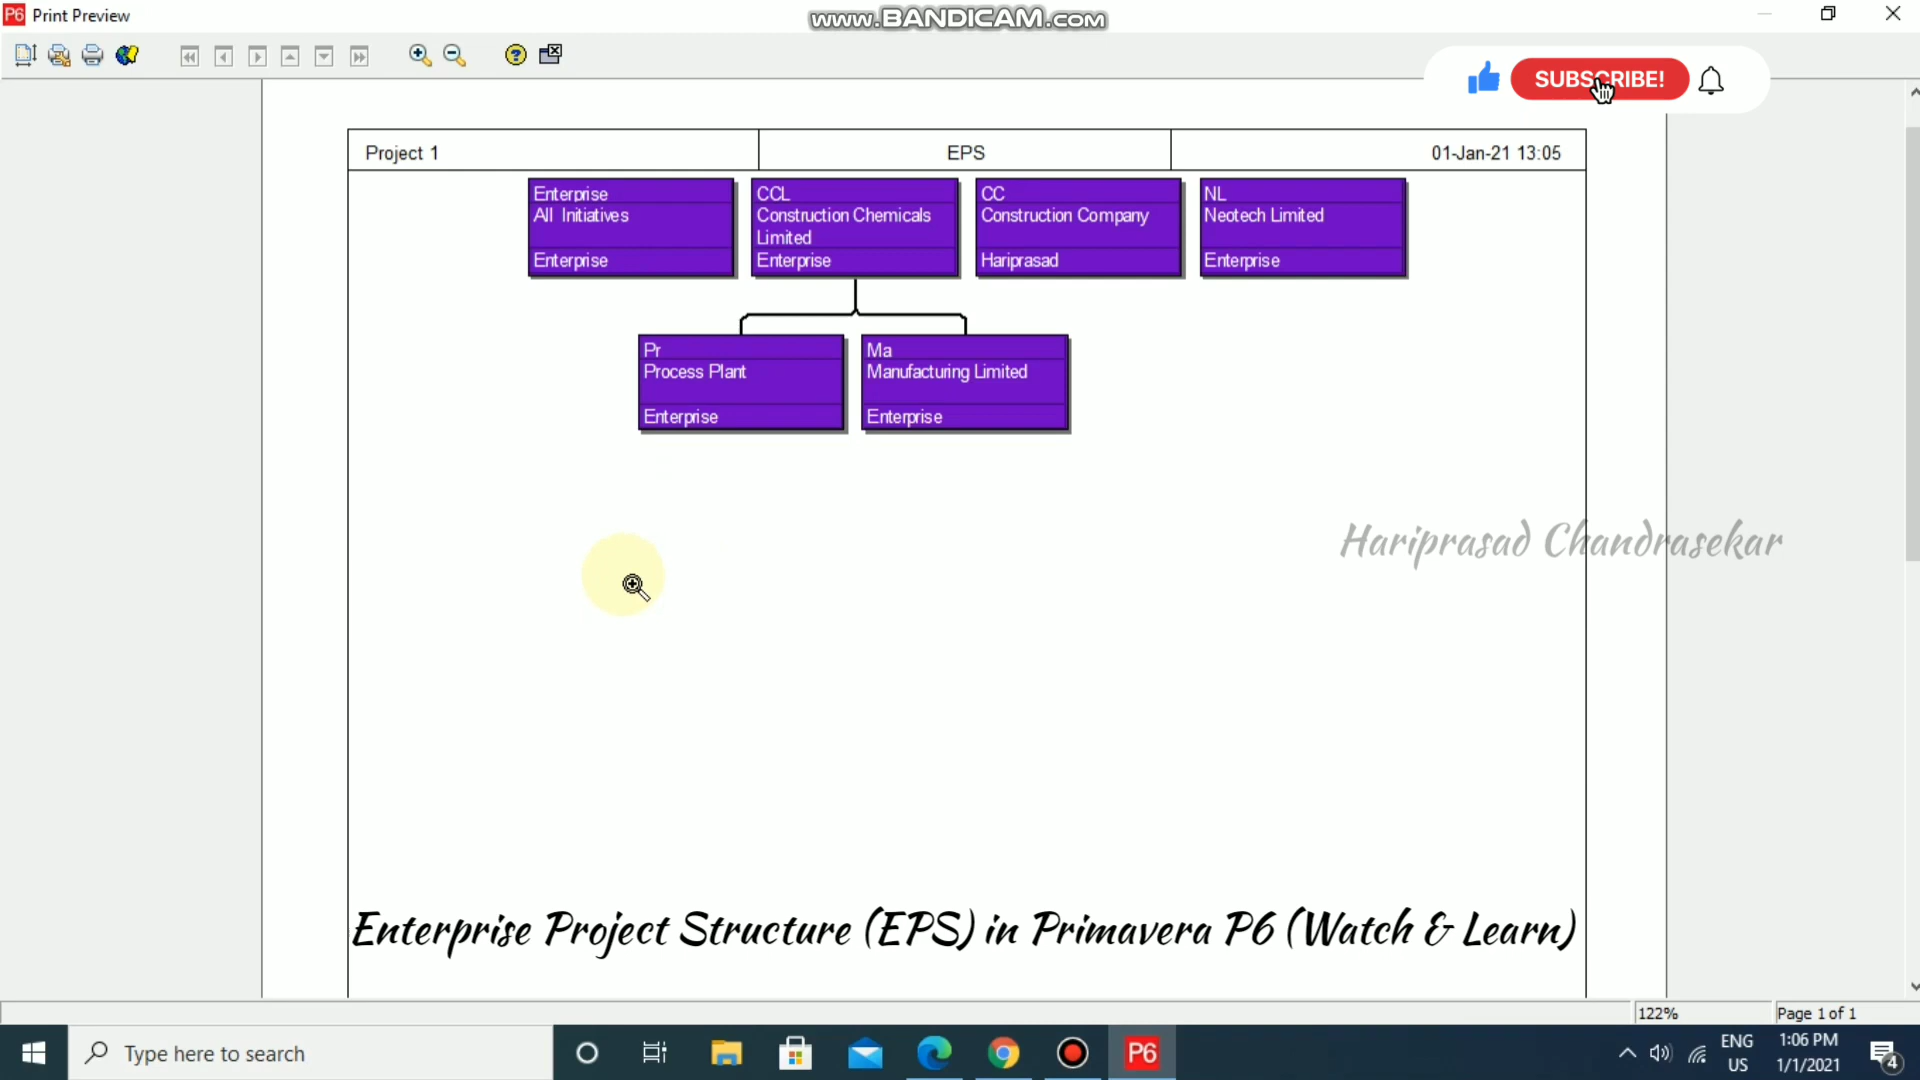 P6 Print Preview
www.BANDICAM.com
SUBSCRIBE!
Project 1
EPS
01-Jan-21 13:05
Enterprise
All Initiatives
Enterprise
CCL
Construction Chemicals
Limited
Enterprise
CC
Construction Company
Hariprasad
NL
Neotech Limited
Enterprise
Pr
Process Plant
Enterprise
Ma
Manufacturing Limited
Enterprise
Hariprasad Chandrasekar
Enterprise Project Structure (EPS) in Primavera P6 (Watch & Learn)
122%
Page 1 of 1
Type here to search
P6
ENG
US
1:06 PM
1/1/2021
4